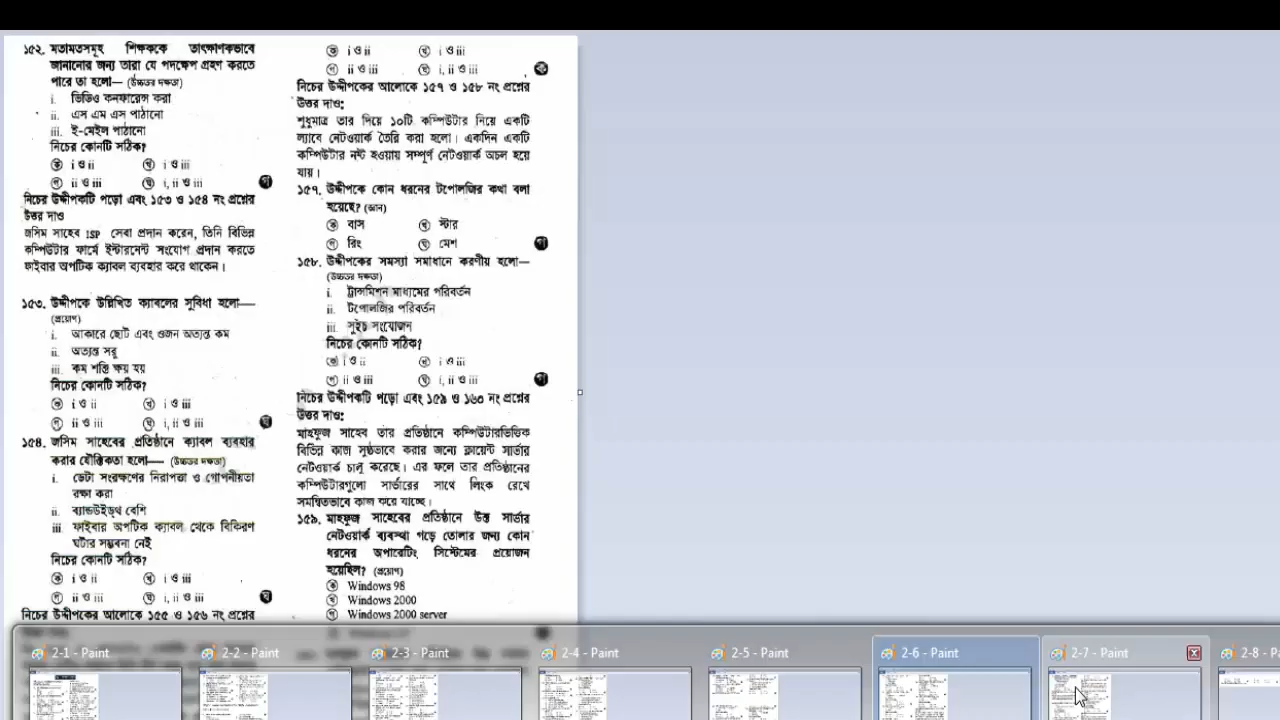 ১৫২. মতামতসমূহ শিক্ষককে তাৎক্ষণিকভাবে
জানানোর জন্য তারা যে পদক্ষেপ গ্রহণ করতে
পারে তা হলো— (উচ্চতর দক্ষতা)
i. ভিডিও কনফারেন্স করা
ii. এস এম এস পাঠানো
iii. ই-মেইল পাঠানো
নিচের কোনটি সঠিক?
ক i ও ii খ i ও iii
গ ii ও iii ঘ i, ii ও iii গ
নিচের উদ্দীপকটি পড়ো এবং ১৫৩ ও ১৫৪ নং প্রশ্নের
উত্তর দাও
জসিম সাহেব ISP সেবা প্রদান করেন, তিনি বিভিন্ন
কম্পিউটার ফার্মে ইন্টারনেট সংযোগ প্রদান করতে
ফাইবার অপটিক ক্যাবল ব্যবহার করে থাকেন।
১৫৩. উদ্দীপকে উল্লিখিত ক্যাবলের সুবিধা হলো—
(প্রয়োগ)
i. আকারে ছোট এবং ওজন অত্যন্ত কম
ii. অত্যন্ত সরু
iii. কম শক্তি ক্ষয় হয়
নিচের কোনটি সঠিক?
ক i ও ii খ i ও iii
গ ii ও iii ঘ i, ii ও iii ঘ
১৫৪. জসিম সাহেবের প্রতিষ্ঠানে ক্যাবল ব্যবহার
করার যৌক্তিকতা হলো— (উচ্চতর দক্ষতা)
i. ডেটা সংরক্ষণের নিরাপত্তা ও গোপনীয়তা
রক্ষা করা
ii. ব্যান্ডউইড্থ বেশি
iii. ফাইবার অপটিক ক্যাবল থেকে বিকিরণ
ঘটার সম্ভবনা নেই
নিচের কোনটি সঠিক?
ক i ও ii খ i ও iii
গ ii ও iii ঘ i, ii ও iii ঘ
নিচের উদ্দীপকের আলোকে ১৫৫ ও ১৫৬ নং প্রশ্নের
ক i ও ii খ i ও iii
গ ii ও iii ঘ i, ii ও iii
নিচের উদ্দীপকের আলোকে ১৫৭ ও ১৫৮ নং প্রশ্নের
উত্তর দাও:
শুধুমাত্র তার দিয়ে ১০টি কম্পিউটার নিয়ে একটি
ল্যাবে নেটওয়ার্ক তৈরি করা হলো। একদিন একটি
কম্পিউটার নষ্ট হওয়ায় সম্পূর্ণ নেটওয়ার্ক অচল হয়ে
যায়।
১৫৭. উদ্দীপকে কোন ধরনের টপোলজির কথা বলা
হয়েছে? (জ্ঞান)
ক বাস খ স্টার
গ রিং ঘ মেশ গ
১৫৮. উদ্দীপকের সমস্যা সমাধানে করণীয় হলো—
(উচ্চতর দক্ষতা)
i. ট্রান্সমিশন মাধ্যমের পরিবর্তন
ii. টপোলজির পরিবর্তন
iii. সুইচ সংযোজন
নিচের কোনটি সঠিক?
ক i ও ii খ i ও iii
গ ii ও iii ঘ i, ii ও iii গ
নিচের উদ্দীপকটি পড়ো এবং ১৫৯ ও ১৬০ নং প্রশ্নের
উত্তর দাও:
মাহফুজ সাহেব তার প্রতিষ্ঠানে কম্পিউটারভিত্তিক
বিভিন্ন কাজ সুষ্ঠভাবে করার জন্যে ক্লায়েন্ট সার্ভার
নেটওয়ার্ক চালু করেছে। এর ফলে তার প্রতিষ্ঠানের
কম্পিউটারগুলো সার্ভারের সাথে লিংক রেখে
সমন্বিতভাবে কাজ করে যাচ্ছে।
১৫৯. মাহফুজ সাহেবের প্রতিষ্ঠানে উক্ত সার্ভার
নেটওয়ার্ক ব্যবস্থা গড়ে তোলার জন্য কোন
ধরনের অপারেটিং সিস্টেমের প্রয়োজন
হয়েছিল? (প্রয়োগ)
ক Windows 98
খ Windows 2000
গ Windows 2000 server
2-1 - Paint
2-2 - Paint
2-3 - Paint
2-4 - Paint
2-5 - Paint
2-6 - Paint
2-7 - Paint
2-8 - Pa